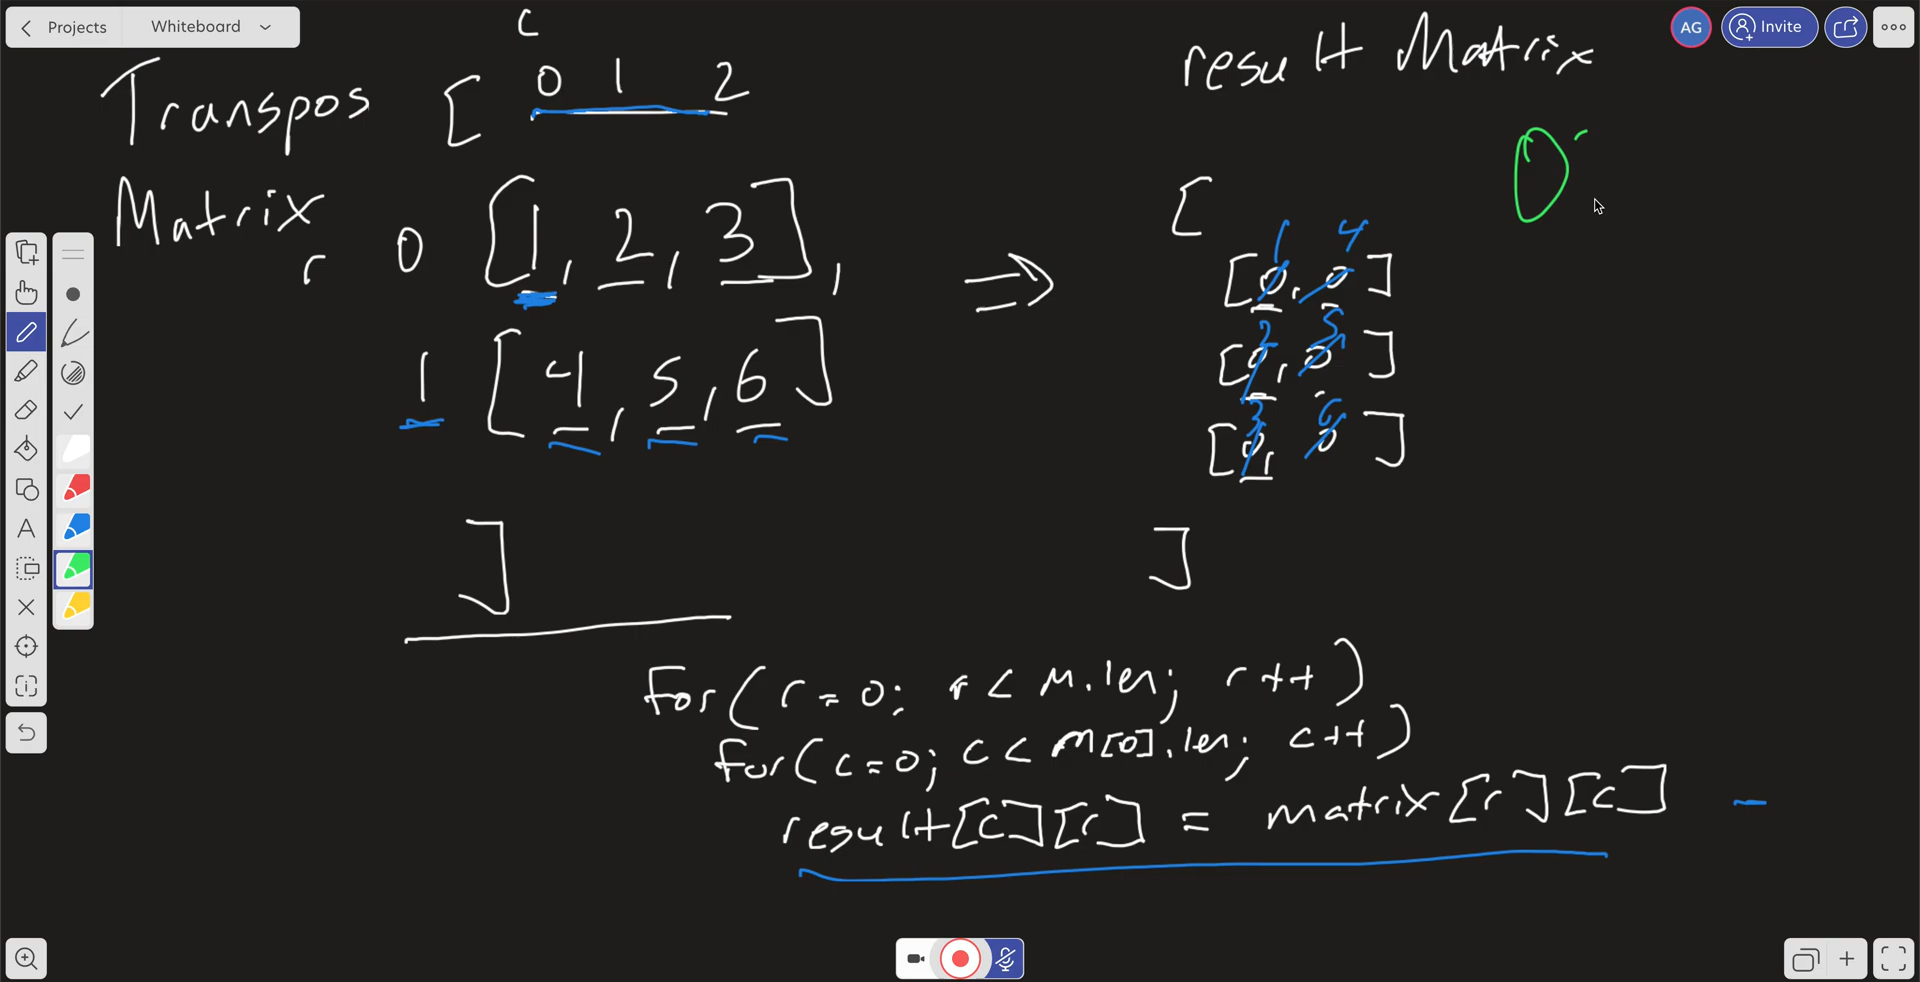 Projects Whiteboard
AG Invite
c
Transpos [ 0 1 2
Matrix
r 0 [1, 2, 3],
1 [4, 5, 6]
]
⇒
result Matrix
O
[
1 4
[0, 0]
2 5
[0, 0]
3 6
[0, 0]
]
For( r = 0; r < M.len; r++)
for( c = 0; c < m[0].len; c++)
result[c][r] = matrix[r][c] -
A